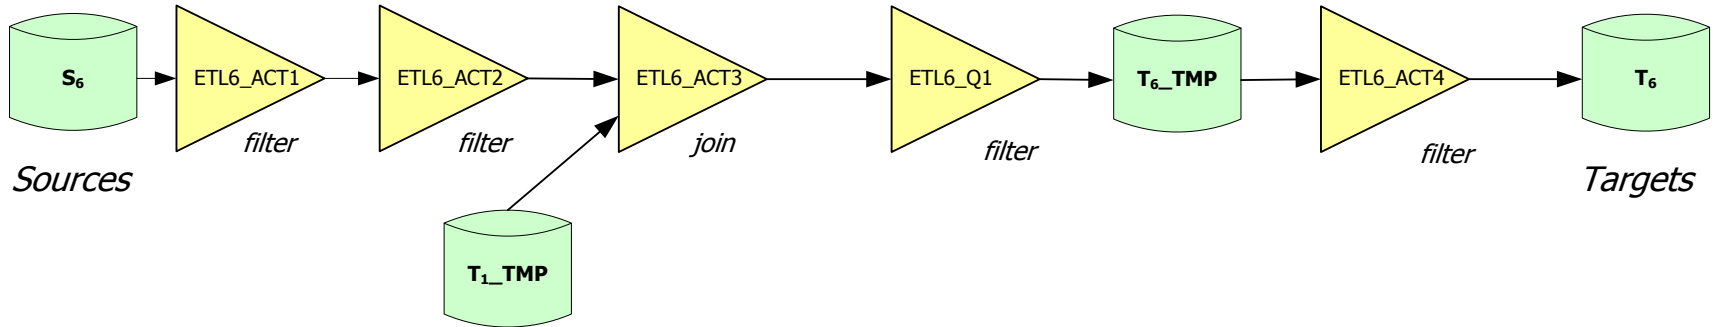 S₆
ETL6_ACT1
filter
ETL6_ACT2
filter
ETL6_ACT3
join
ETL6_Q1
filter
T₆_TMP
ETL6_ACT4
filter
T₆
Sources
Targets
T₁_TMP